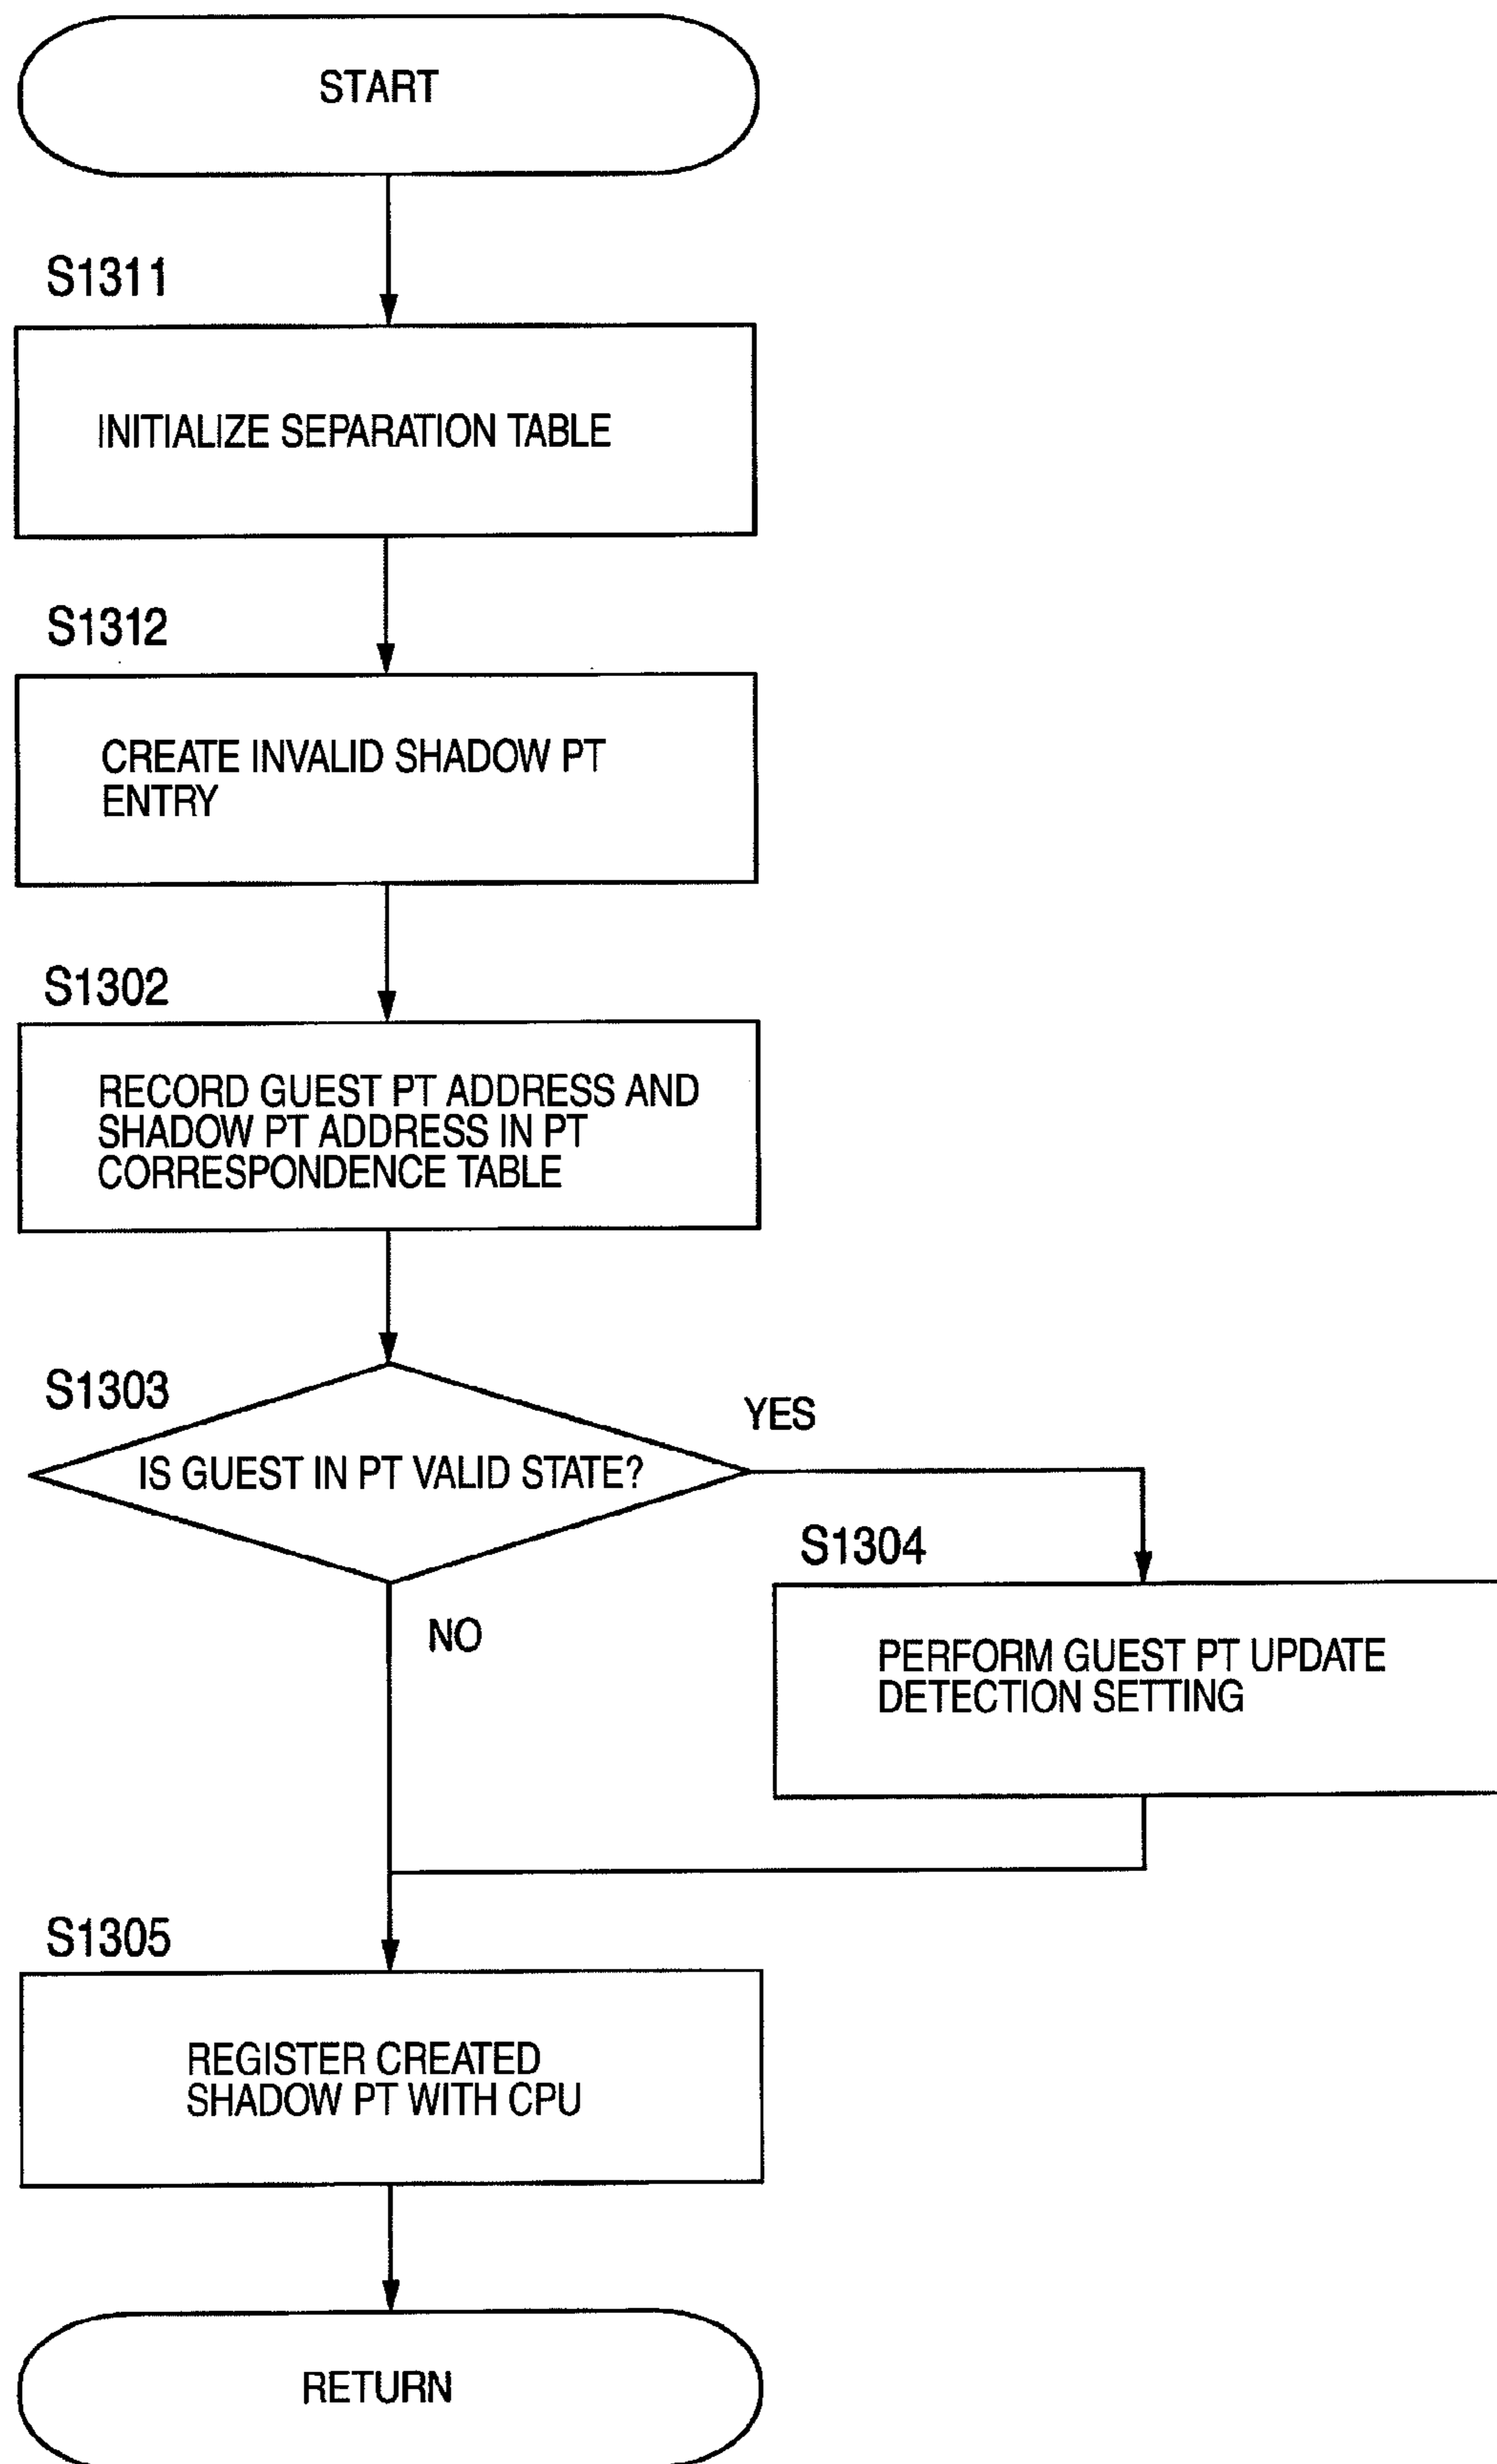 START
S1311
INITIALIZE SEPARATION TABLE
S1312
CREATE INVALID SHADOW PT
ENTRY
S1302
RECORD GUEST PT ADDRESS AND
SHADOW PT ADDRESS IN PT
CORRESPONDENCE TABLE
S1303
IS GUEST IN PT VALID STATE?
YES
S1304
NO
PERFORM GUEST PT UPDATE
DETECTION SETTING
S1305
REGISTER CREATED
SHADOW PT WITH CPU
RETURN